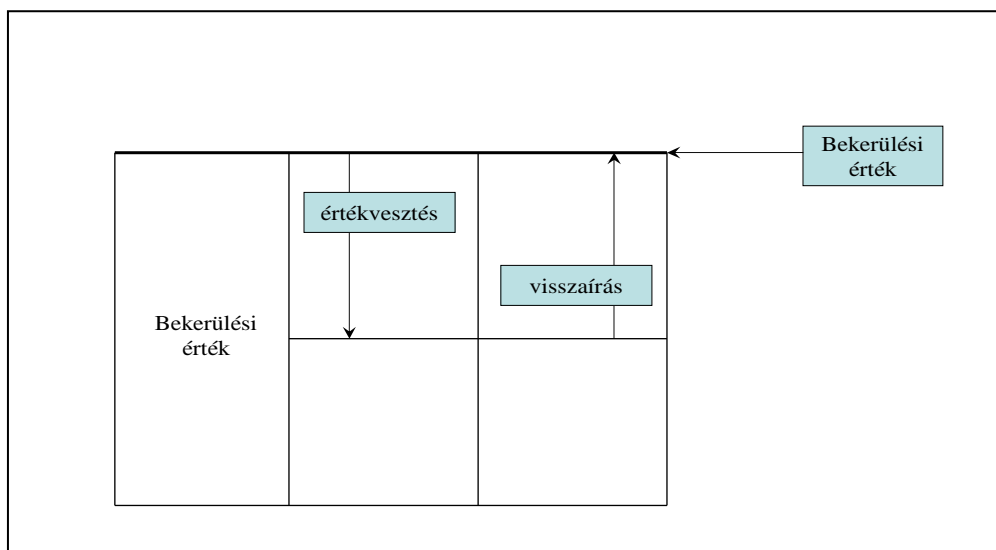 Bekerülési
érték
értékvesztés
visszaírás
Bekerülési
érték